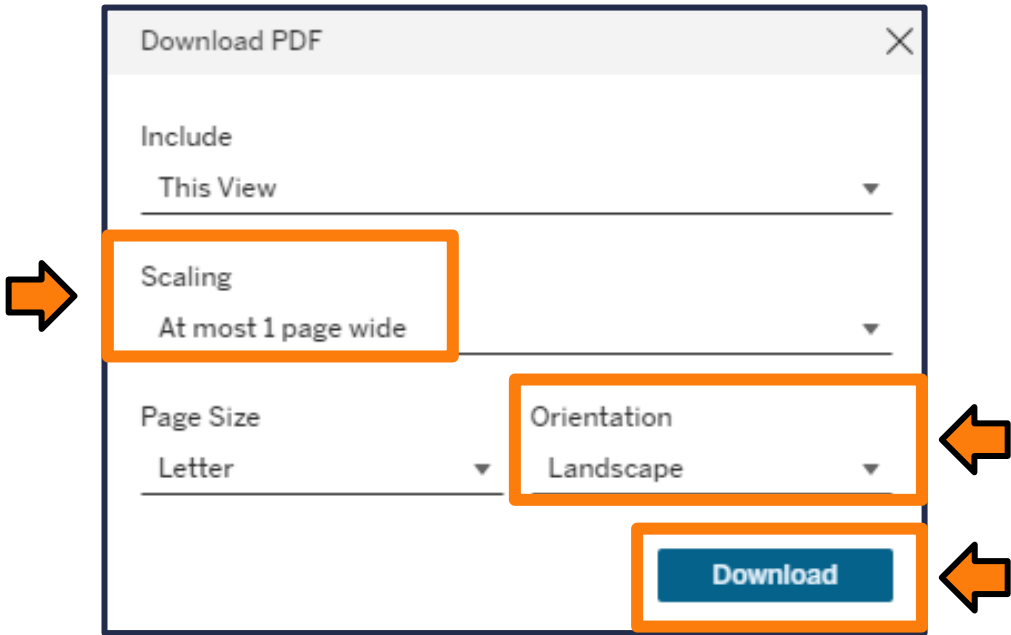 Download PDF
Include
This View
Scaling
At most 1 page wide
Page Size
Orientation
Letter
Landscape
Download